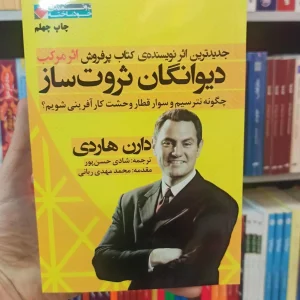 چاپ چهلم
جدیدترین اثر نویسنده‌ی کتاب پرفروش اثر مرکب
دیوانگان ثروت‌ساز
چگونه نترسیم و سوار قطار وحشت کارآفرینی شویم؟
دارن هاردی
ترجمه: شادی حسن‌پور
مقدمه: محمد مهدی ربانی